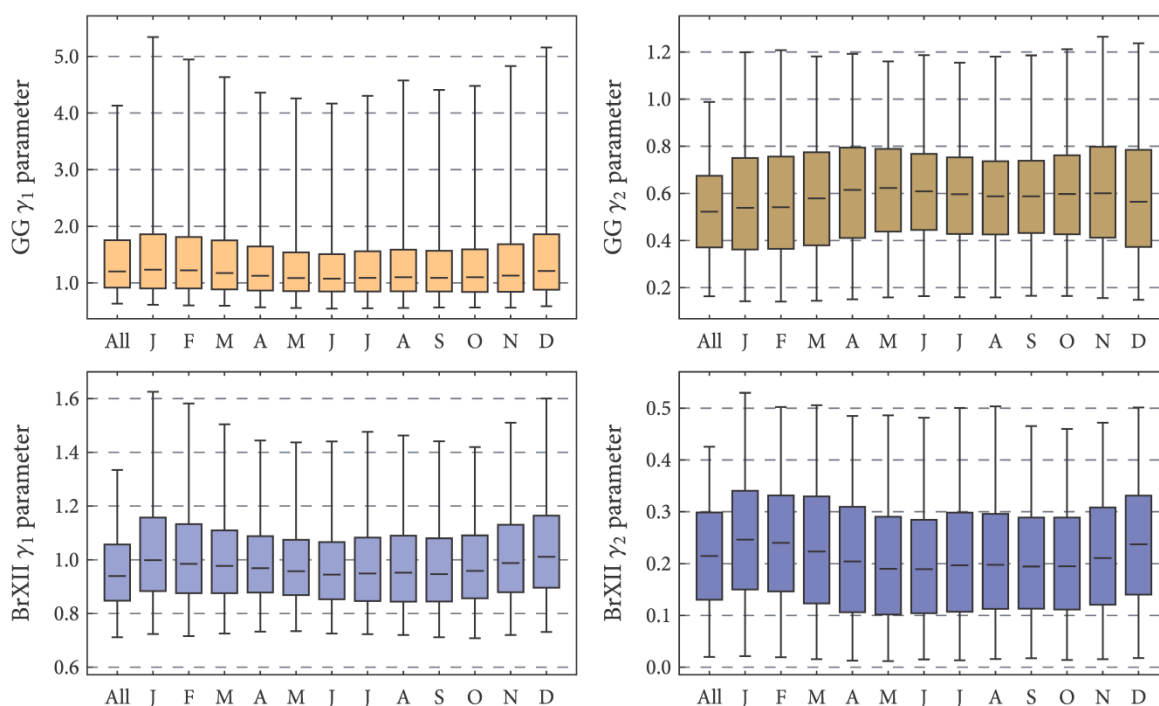 GG γ₁ parameter
5.0
4.0
3.0
2.0
1.0
All J F M A M J J A S O N D
GG γ₂ parameter
1.2
1.0
0.8
0.6
0.4
0.2
All J F M A M J J A S O N D
BrXII γ₁ parameter
1.6
1.4
1.2
1.0
0.8
0.6
All J F M A M J J A S O N D
BrXII γ₂ parameter
0.5
0.4
0.3
0.2
0.1
0.0
All J F M A M J J A S O N D